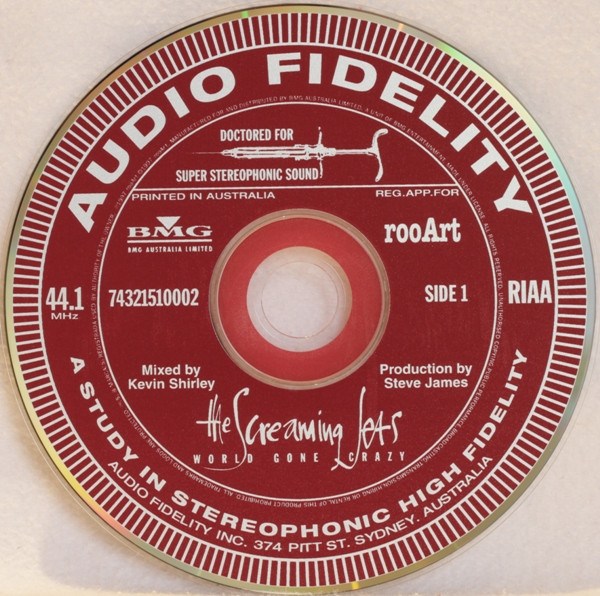 AUDIO FIDELITY
DOCTORED FOR
SUPER STEREOPHONIC SOUND
PRINTED IN AUSTRALIA
REG.APP.FOR
BMG
BMG AUSTRALIA LIMITED
rooArt
44.1
MHz
74321510002
SIDE 1
RIAA
Mixed by
Kevin Shirley
Production by
Steve James
the Screaming Jets
WORLD GONE CRAZY
A STUDY IN STEREOPHONIC HIGH FIDELITY
AUDIO FIDELITY INC. 374 PITT ST. SYDNEY. AUSTRALIA